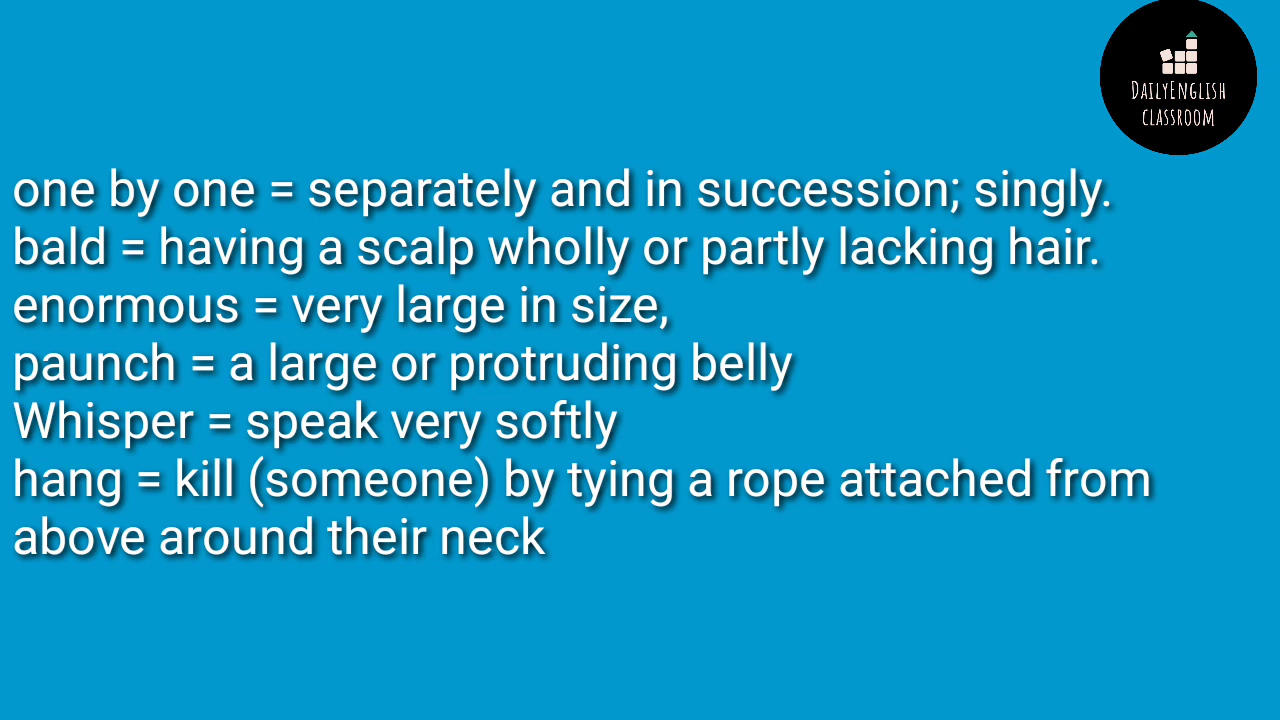 DAILYENGLISH
CLASSROOM
one by one = separately and in succession; singly.
bald = having a scalp wholly or partly lacking hair.
enormous = very large in size,
paunch = a large or protruding belly
Whisper = speak very softly
hang = kill (someone) by tying a rope attached from
above around their neck